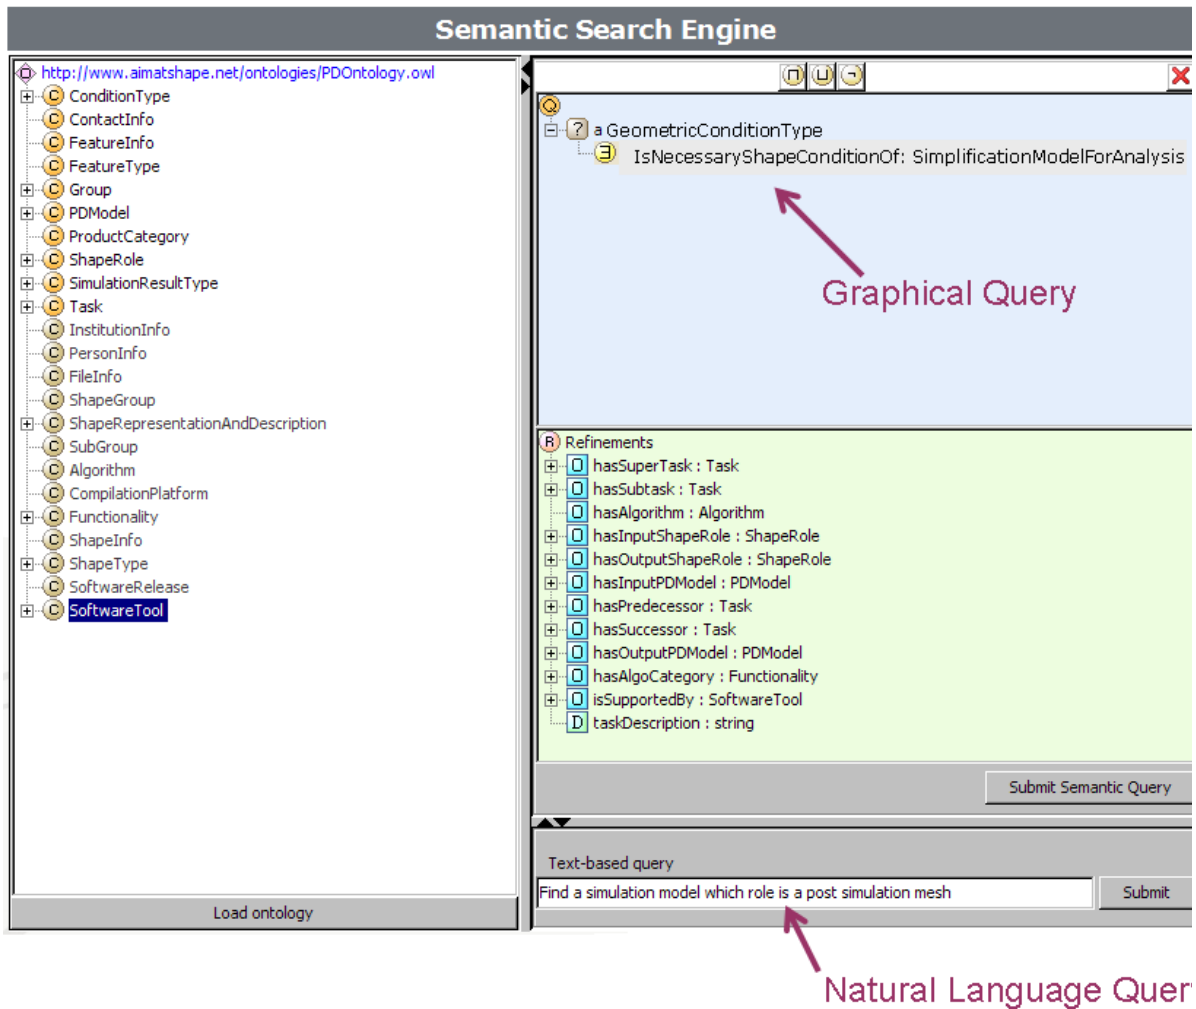 Semantic Search Engine
http://www.aimatshape.net/ontologies/PDOntology.owl
C ConditionType
C ContactInfo
C FeatureInfo
C FeatureType
C Group
C PDModel
C ProductCategory
C ShapeRole
C SimulationResultType
C Task
C InstitutionInfo
C PersonInfo
C FileInfo
C ShapeGroup
C ShapeRepresentationAndDescription
C SubGroup
C Algorithm
C CompilationPlatform
C Functionality
C ShapeInfo
C ShapeType
C SoftwareRelease
C SoftwareTool
Load ontology
Q
? a GeometricConditionType
∃ IsNecessaryShapeConditionOf: SimplificationModelForAnalysis
Graphical Query
R Refinements
O hasSuperTask : Task
O hasSubtask : Task
O hasAlgorithm : Algorithm
O hasInputShapeRole : ShapeRole
O hasOutputShapeRole : ShapeRole
O hasInputPDModel : PDModel
O hasPredecessor : Task
O hasSuccessor : Task
O hasOutputPDModel : PDModel
O hasAlgoCategory : Functionality
O isSupportedBy : SoftwareTool
D taskDescription : string
Submit Semantic Query
Text-based query
Find a simulation model which role is a post simulation mesh
Submit
Natural Language Query